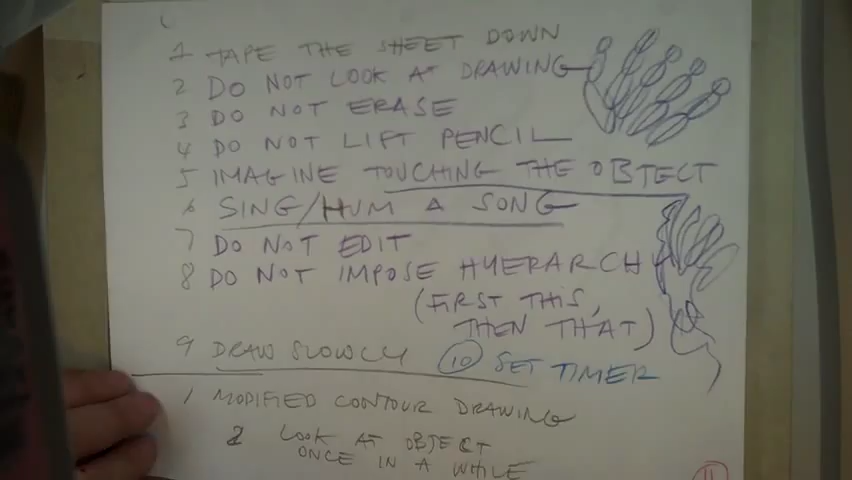 1 TAPE THE SHEET DOWN
2 DO NOT LOOK AT DRAWING
3 DO NOT ERASE
4 DO NOT LIFT PENCIL
5 IMAGINE TOUCHING THE OBJECT
6 SING/HUM A SONG
7 DO NOT EDIT
8 DO NOT IMPOSE HYERARCHY
(FIRST THIS,
THEN THAT)
9 DRAW SLOWLY
10 SET TIMER
1 MODIFIED CONTOUR DRAWING
2 LOOK AT OBJECT
ONCE IN A WHILE
11